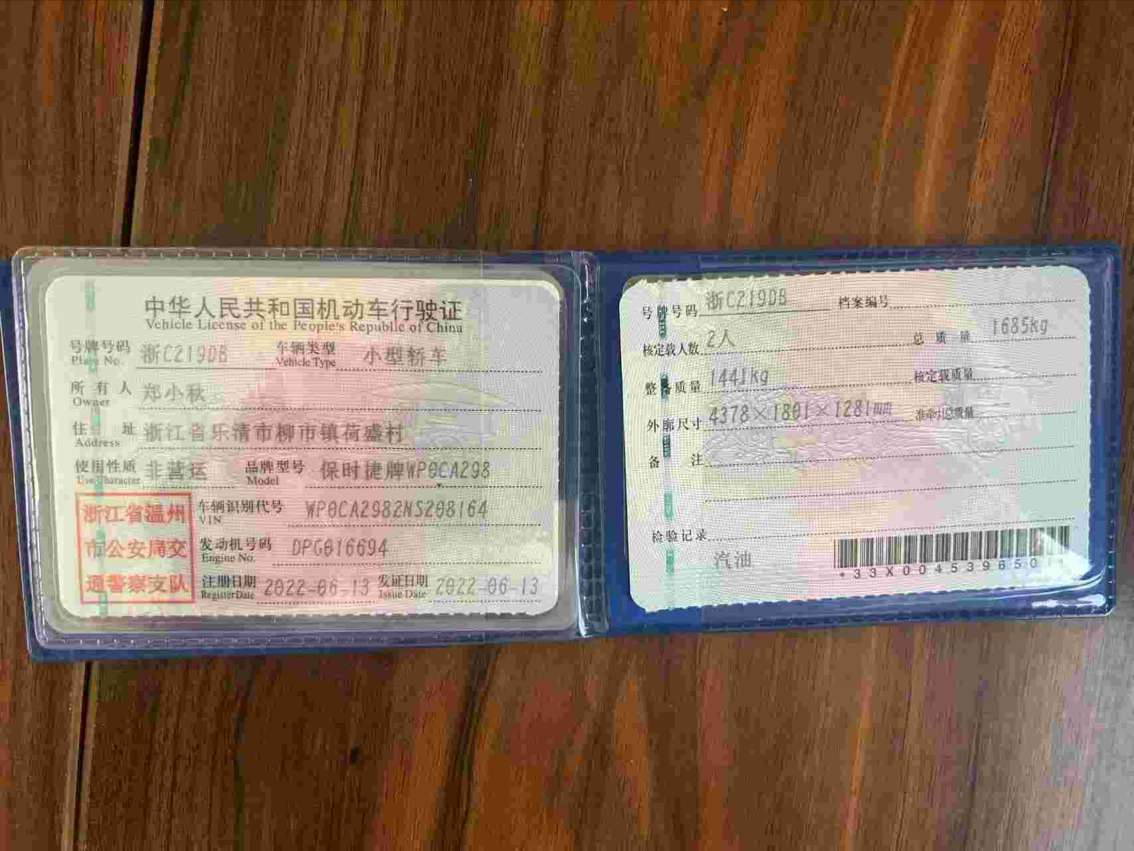 中华人民共和国机动车行驶证
Vehicle License of the People's Republic of China
号牌号码 浙C219DB 车辆类型 小型轿车
Plate No. Vehicle Type
所有人 郑小秋
Owner
住址 浙江省乐清市柳市镇荷盛村
Address
使用性质 非营运 品牌型号 保时捷牌WP0CA298
Use Character Model
浙江省温州
市公安局交
通警察支队
车辆识别代号 WP0CA2982NS208164
VIN
发动机号码 DPG016694
Engine No.
注册日期 2022-06-13 发证日期 2022-06-13
Register Date Issue Date
号牌号码 浙C219DB 档案编号
核定载人数 2人 总质量 1685kg
整备质量 1441kg 核定载质量
外廓尺寸 4378×1801×1281mm 准牵引总质量
备注
检验记录
汽油